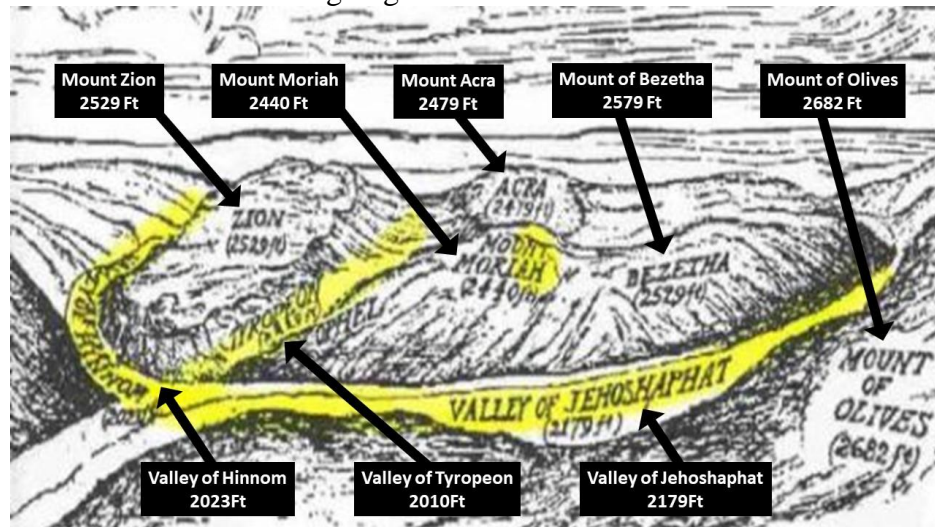 Mount Zion
2529 Ft
Mount Moriah
2440 Ft
Mount Acra
2479 Ft
Mount of Bezetha
2579 Ft
Mount of Olives
2682 Ft
ACRA
(2479 ft)
ZION
(2529 ft)
MOUNT
MORIAH
(2440
BEZETHA
(2529 ft)
HINNOM
VALLEY OF JEHOSHAPHAT
(2179 ft)
MOUNT
OF
OLIVES
(2682 ft)
Valley of Hinnom
2023Ft
Valley of Tyropeon
2010Ft
Valley of Jehoshaphat
2179Ft